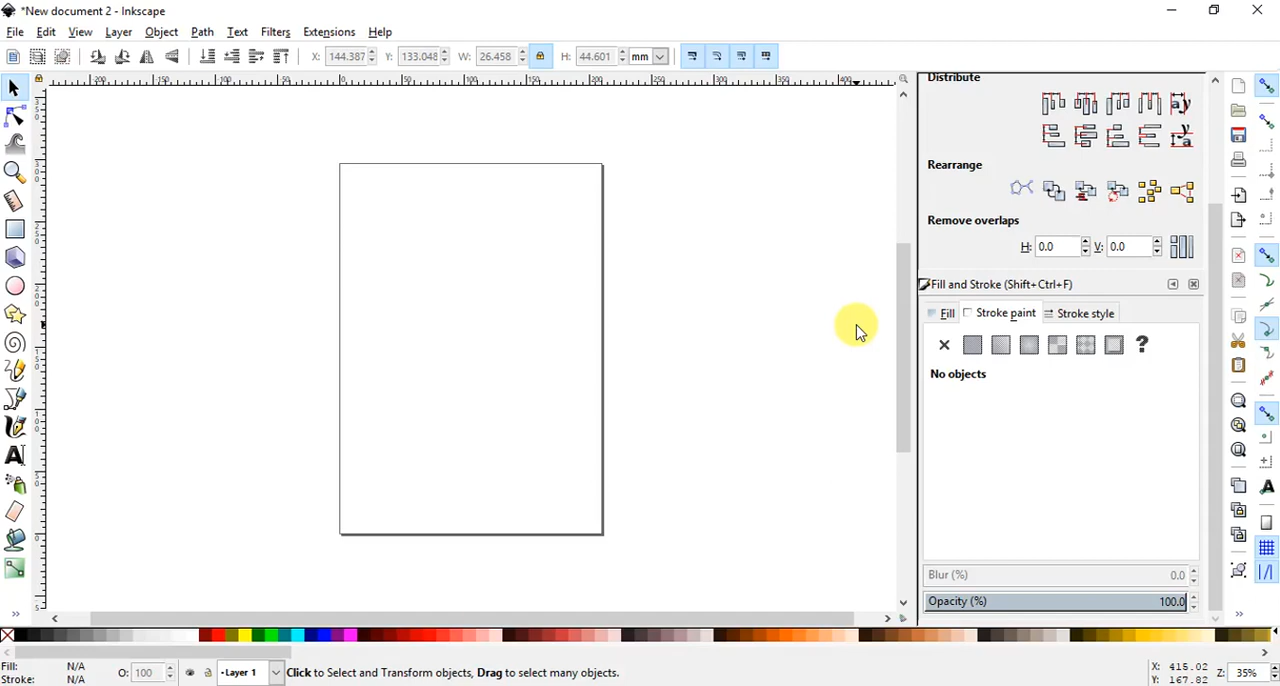 *New document 2 - Inkscape
File Edit View Layer Object Path Text Filters Extensions Help
X: 144.387 Y: 133.048 W: 26.458 H: 44.601 mm
Distribute
Rearrange
Remove overlaps
H: 0.0 V: 0.0
Fill and Stroke (Shift+Ctrl+F)
Fill Stroke paint Stroke style
No objects
Blur (%) 0.0
Opacity (%) 100.0
Fill: N/A
Stroke: N/A
O: 100
Layer 1
Click to Select and Transform objects, Drag to select many objects.
X: 415.02
Y: 167.82
Z: 35%